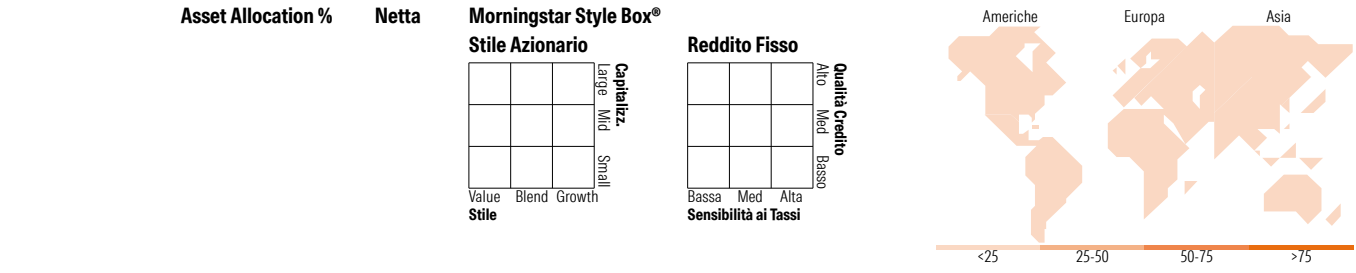 Asset Allocation % Netta
Morningstar Style Box®
Stile Azionario
Large Mid Small
Capitalizz.
Value Blend Growth
Stile
Reddito Fisso
Alto Med Basso
Qualità Credito
Bassa Med Alta
Sensibilità ai Tassi
Americhe Europa Asia
<25 25-50 50-75 >75